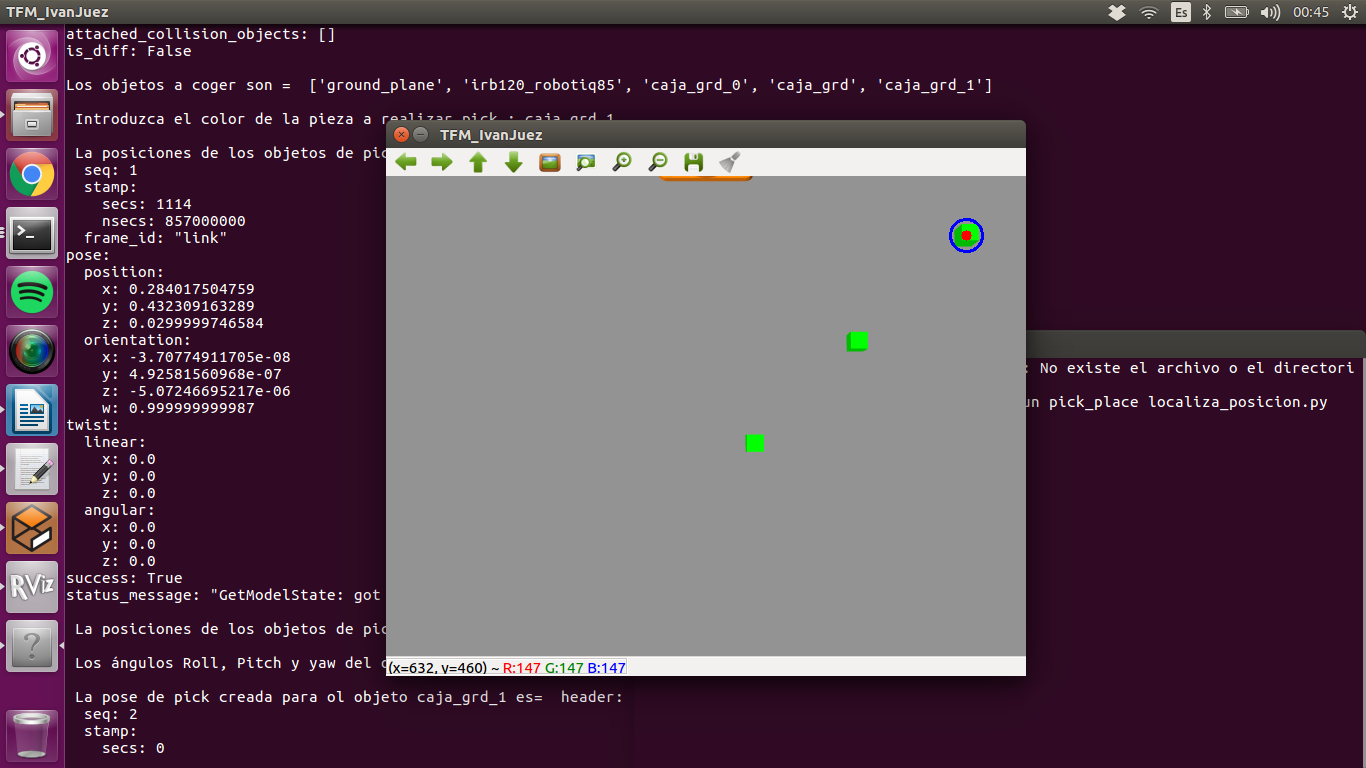 TFM_IvanJuez
Es
00:45
attached_collision_objects: []
is_diff: False
Los objetos a coger son =  ['ground_plane', 'irb120_robotiq85', 'caja_grd_0', 'caja_grd', 'caja_grd_1']
Introduzca el color de la pieza a realizar pick : caja_grd_1
La posiciones de los objetos de pic
seq: 1
stamp:
secs: 1114
nsecs: 857000000
frame_id: "link"
pose:
position:
x: 0.284017504759
y: 0.432309163289
z: 0.0299999746584
orientation:
x: -3.70774911705e-08
y: 4.92581560968e-07
z: -5.07246695217e-06
w: 0.999999999987
twist:
linear:
x: 0.0
y: 0.0
z: 0.0
angular:
x: 0.0
y: 0.0
z: 0.0
success: True
status_message: "GetModelState: got
La posiciones de los objetos de pic
Los ángulos Roll, Pitch y yaw del
La pose de pick creada para ol objeto caja_grd_1 es=  header:
seq: 2
stamp:
secs: 0
TFM_IvanJuez
(x=632, y=460) ~ R:147 G:147 B:147
: No existe el archivo o el directori
un pick_place localiza_posicion.py
RViz